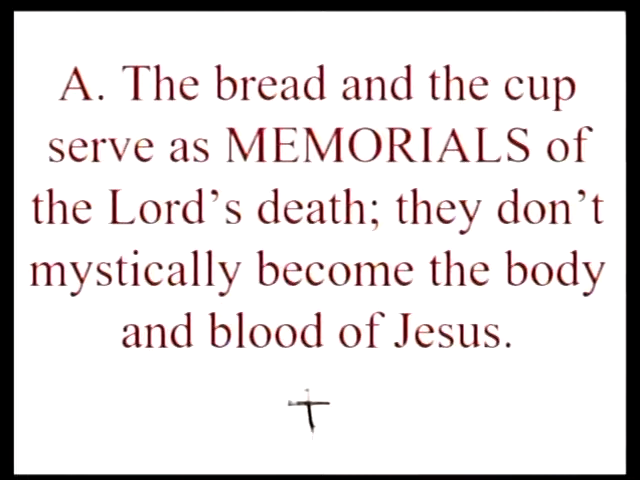 A. The bread and the cup
serve as MEMORIALS of
the Lord’s death; they don’t
mystically become the body
and blood of Jesus.